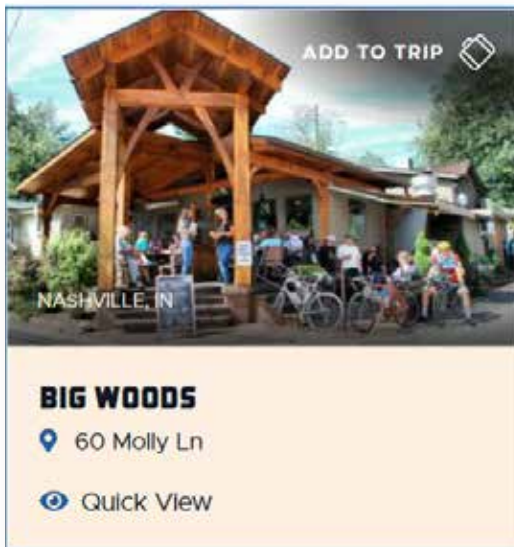 ADD TO TRIP
NASHVILLE, IN
BIG WOODS
60 Molly Ln
Quick View